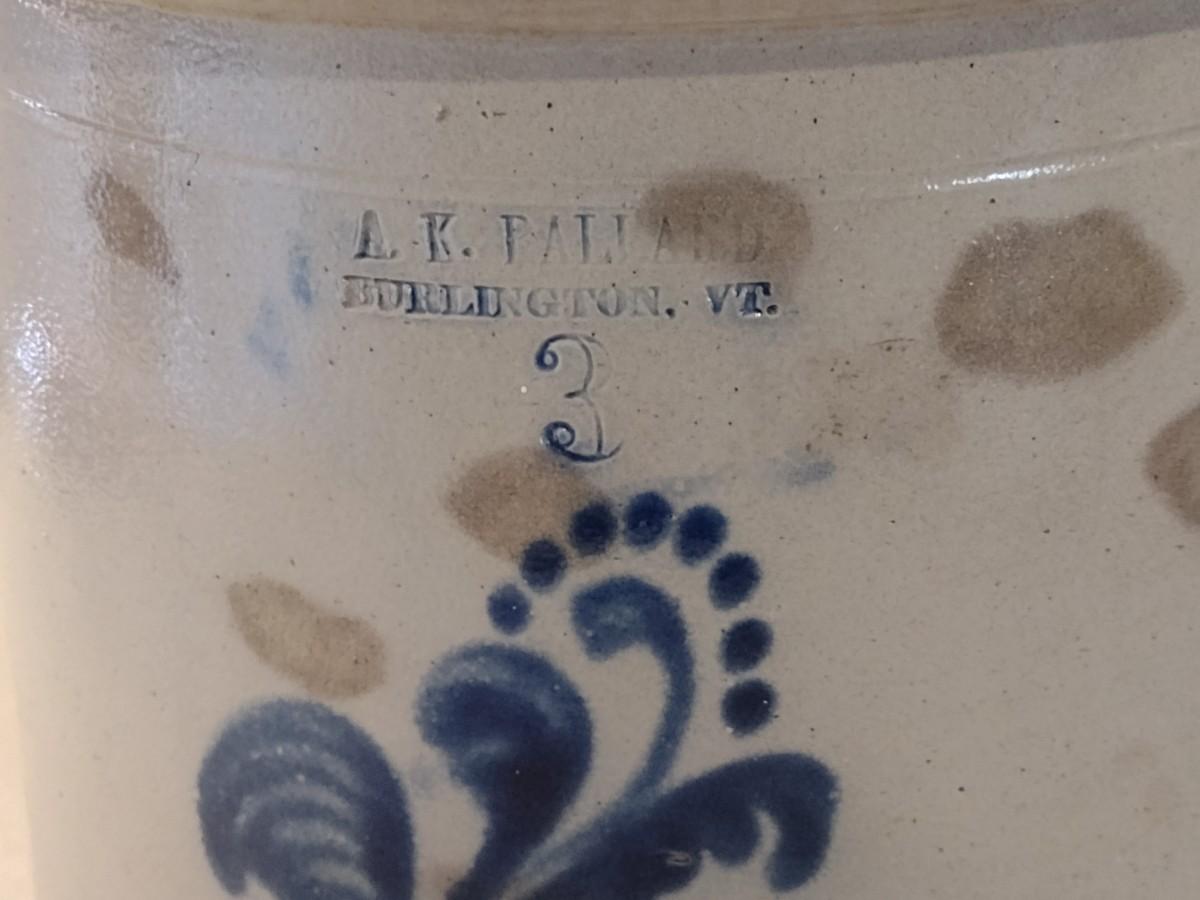 A. K. BALLARD
BURLINGTON. VT.
3